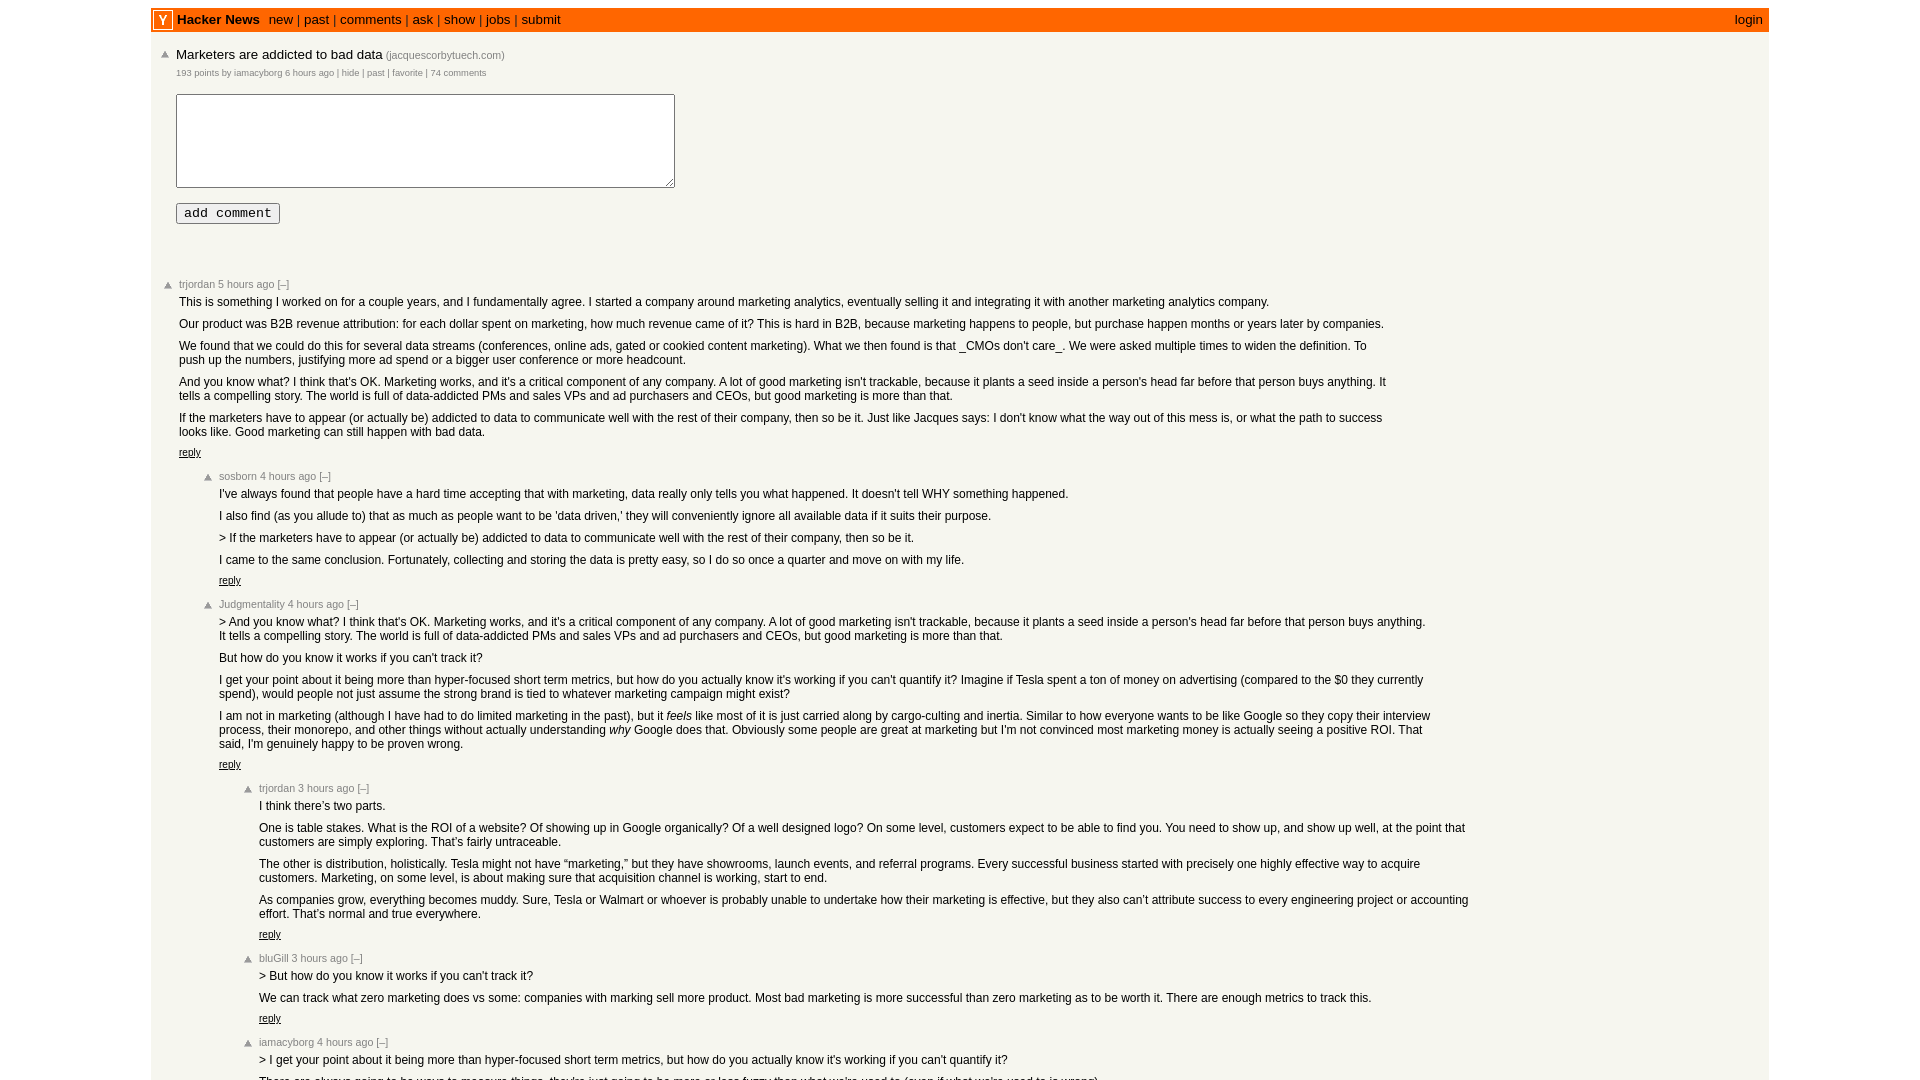 Y Hacker News new | past | comments | ask | show | jobs | submit login
Marketers are addicted to bad data (jacquescorbytuech.com)
193 points by iamacyborg 6 hours ago | hide | past | favorite | 74 comments
add comment
trjordan 5 hours ago [–]
This is something I worked on for a couple years, and I fundamentally agree. I started a company around marketing analytics, eventually selling it and integrating it with another marketing analytics company.
Our product was B2B revenue attribution: for each dollar spent on marketing, how much revenue came of it? This is hard in B2B, because marketing happens to people, but purchase happen months or years later by companies.
We found that we could do this for several data streams (conferences, online ads, gated or cookied content marketing). What we then found is that _CMOs don't care_. We were asked multiple times to widen the definition. To
push up the numbers, justifying more ad spend or a bigger user conference or more headcount.
And you know what? I think that's OK. Marketing works, and it's a critical component of any company. A lot of good marketing isn't trackable, because it plants a seed inside a person's head far before that person buys anything. It
tells a compelling story. The world is full of data-addicted PMs and sales VPs and ad purchasers and CEOs, but good marketing is more than that.
If the marketers have to appear (or actually be) addicted to data to communicate well with the rest of their company, then so be it. Just like Jacques says: I don't know what the way out of this mess is, or what the path to success
looks like. Good marketing can still happen with bad data.
reply
sosborn 4 hours ago [–]
I've always found that people have a hard time accepting that with marketing, data really only tells you what happened. It doesn't tell WHY something happened.
I also find (as you allude to) that as much as people want to be 'data driven,' they will conveniently ignore all available data if it suits their purpose.
> If the marketers have to appear (or actually be) addicted to data to communicate well with the rest of their company, then so be it.
I came to the same conclusion. Fortunately, collecting and storing the data is pretty easy, so I do so once a quarter and move on with my life.
reply
Judgmentality 4 hours ago [–]
> And you know what? I think that's OK. Marketing works, and it's a critical component of any company. A lot of good marketing isn't trackable, because it plants a seed inside a person's head far before that person buys anything.
It tells a compelling story. The world is full of data-addicted PMs and sales VPs and ad purchasers and CEOs, but good marketing is more than that.
But how do you know it works if you can't track it?
I get your point about it being more than hyper-focused short term metrics, but how do you actually know it's working if you can't quantify it? Imagine if Tesla spent a ton of money on advertising (compared to the $0 they currently
spend), would people not just assume the strong brand is tied to whatever marketing campaign might exist?
I am not in marketing (although I have had to do limited marketing in the past), but it feels like most of it is just carried along by cargo-culting and inertia. Similar to how everyone wants to be like Google so they copy their interview
process, their monorepo, and other things without actually understanding why Google does that. Obviously some people are great at marketing but I'm not convinced most marketing money is actually seeing a positive ROI. That
said, I'm genuinely happy to be proven wrong.
reply
trjordan 3 hours ago [–]
I think there’s two parts.
One is table stakes. What is the ROI of a website? Of showing up in Google organically? Of a well designed logo? On some level, customers expect to be able to find you. You need to show up, and show up well, at the point that
customers are simply exploring. That’s fairly untraceable.
The other is distribution, holistically. Tesla might not have “marketing,” but they have showrooms, launch events, and referral programs. Every successful business started with precisely one highly effective way to acquire
customers. Marketing, on some level, is about making sure that acquisition channel is working, start to end.
As companies grow, everything becomes muddy. Sure, Tesla or Walmart or whoever is probably unable to undertake how their marketing is effective, but they also can’t attribute success to every engineering project or accounting
effort. That’s normal and true everywhere.
reply
bluGill 3 hours ago [–]
> But how do you know it works if you can't track it?
We can track what zero marketing does vs some: companies with marking sell more product. Most bad marketing is more successful than zero marketing as to be worth it. There are enough metrics to track this.
reply
iamacyborg 4 hours ago [–]
> I get your point about it being more than hyper-focused short term metrics, but how do you actually know it's working if you can't quantify it?
There are always going to be ways to measure things, they're just going to be more or less fuzzy than what we're used to (even if what we're used to is wrong).